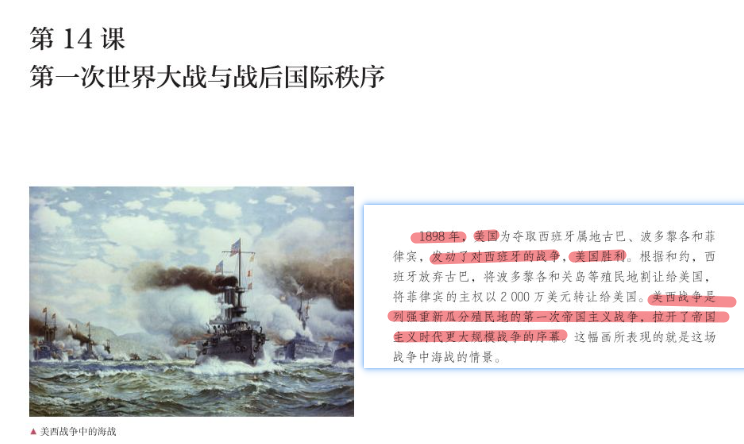 第 14 课
第一次世界大战与战后国际秩序
1898 年，美国为夺取西班牙属地古巴、波多黎各和菲
律宾，发动了对西班牙的战争，美国胜利。根据和约，西
班牙放弃古巴，将波多黎各和关岛等殖民地割让给美国，
将菲律宾的主权以 2 000 万美元转让给美国。美西战争是
列强重新瓜分殖民地的第一次帝国主义战争，拉开了帝国
主义时代更大规模战争的序幕。这幅画所表现的就是这场
战争中海战的情景。
▲ 美西战争中的海战